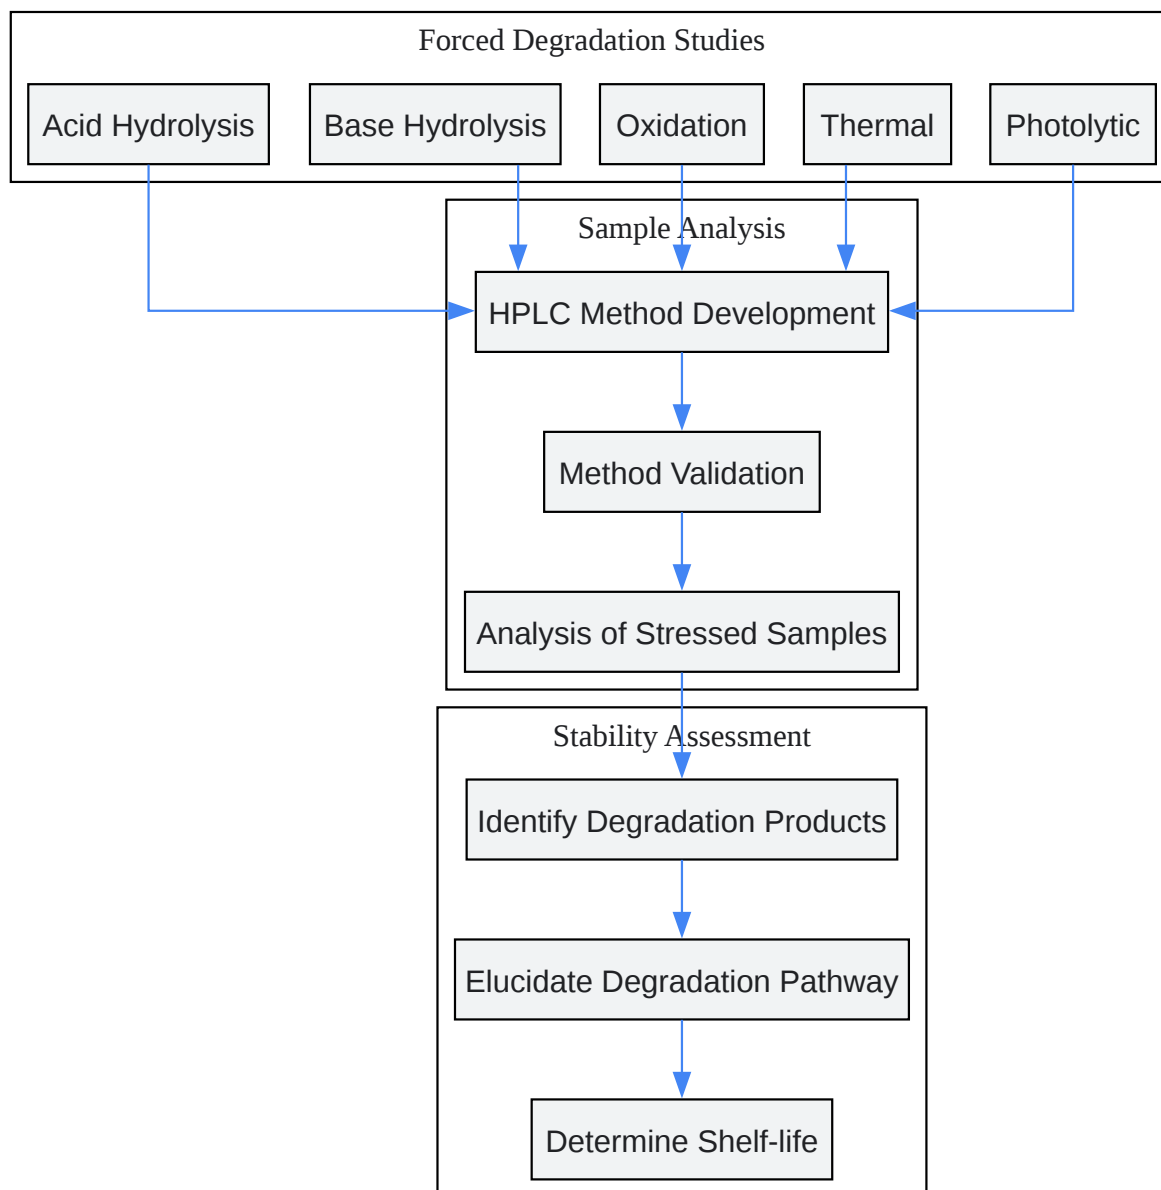 Forced Degradation Studies
Acid Hydrolysis
Base Hydrolysis
Oxidation
Thermal
Photolytic
Sample Analysis
HPLC Method Development
Method Validation
Analysis of Stressed Samples
Stability Assessment
Identify Degradation Products
Elucidate Degradation Pathway
Determine Shelf-life